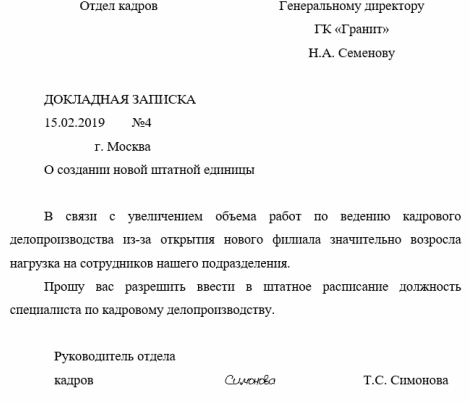 Отдел кадров Генеральному директору
ГК «Гранит»
Н.А. Семенову
ДОКЛАДНАЯ ЗАПИСКА
15.02.2019 №4
г. Москва
О создании новой штатной единицы
В связи с увеличением объема работ по ведению кадрового
делопроизводства из-за открытия нового филиала значительно возросла
нагрузка на сотрудников нашего подразделения.
Прошу вас разрешить ввести в штатное расписание должность
специалиста по кадровому делопроизводству.
Руководитель отдела
кадров Симонова Т.С. Симонова